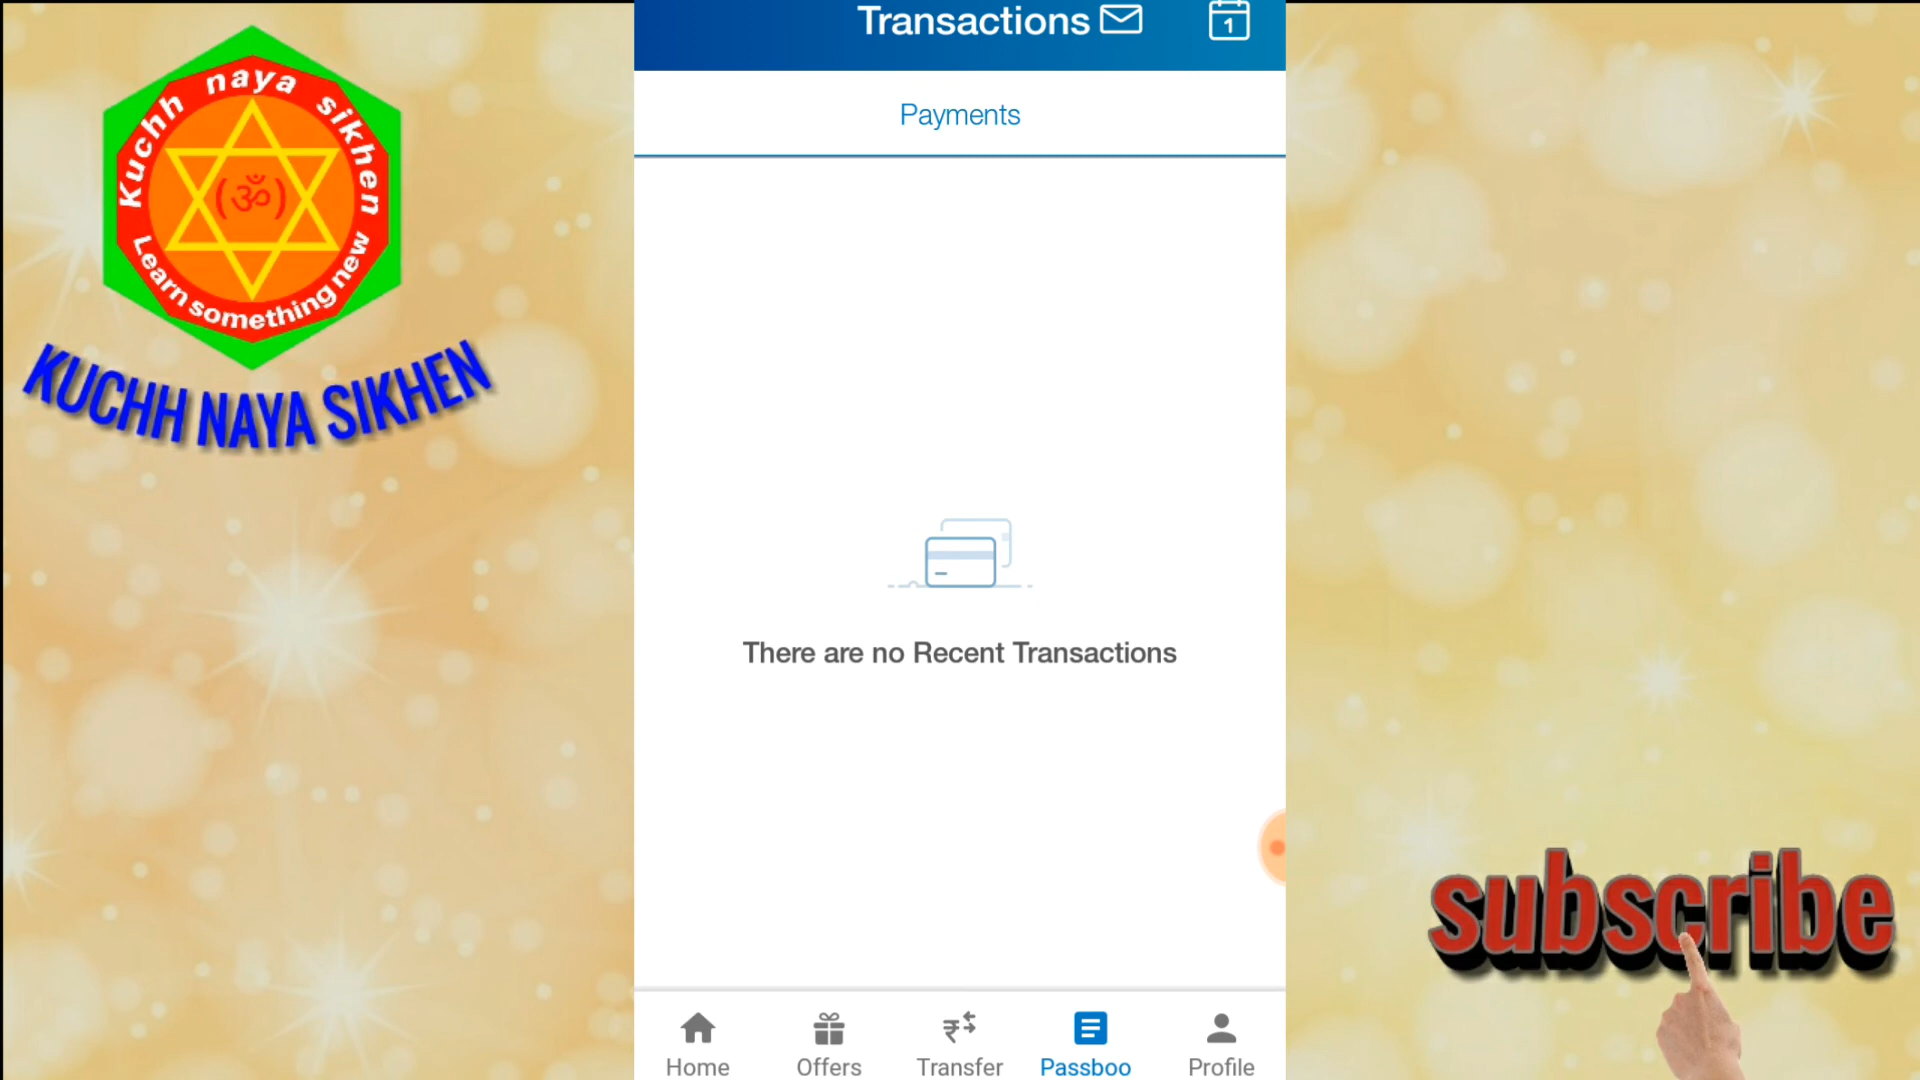 Kuchh naya sikhen
(ॐ)
Learn something new
KUCHH NAYA SIKHEN
Transactions
1
Payments
There are no Recent Transactions
subscribe
Home
Offers
Transfer
Passboo
Profile